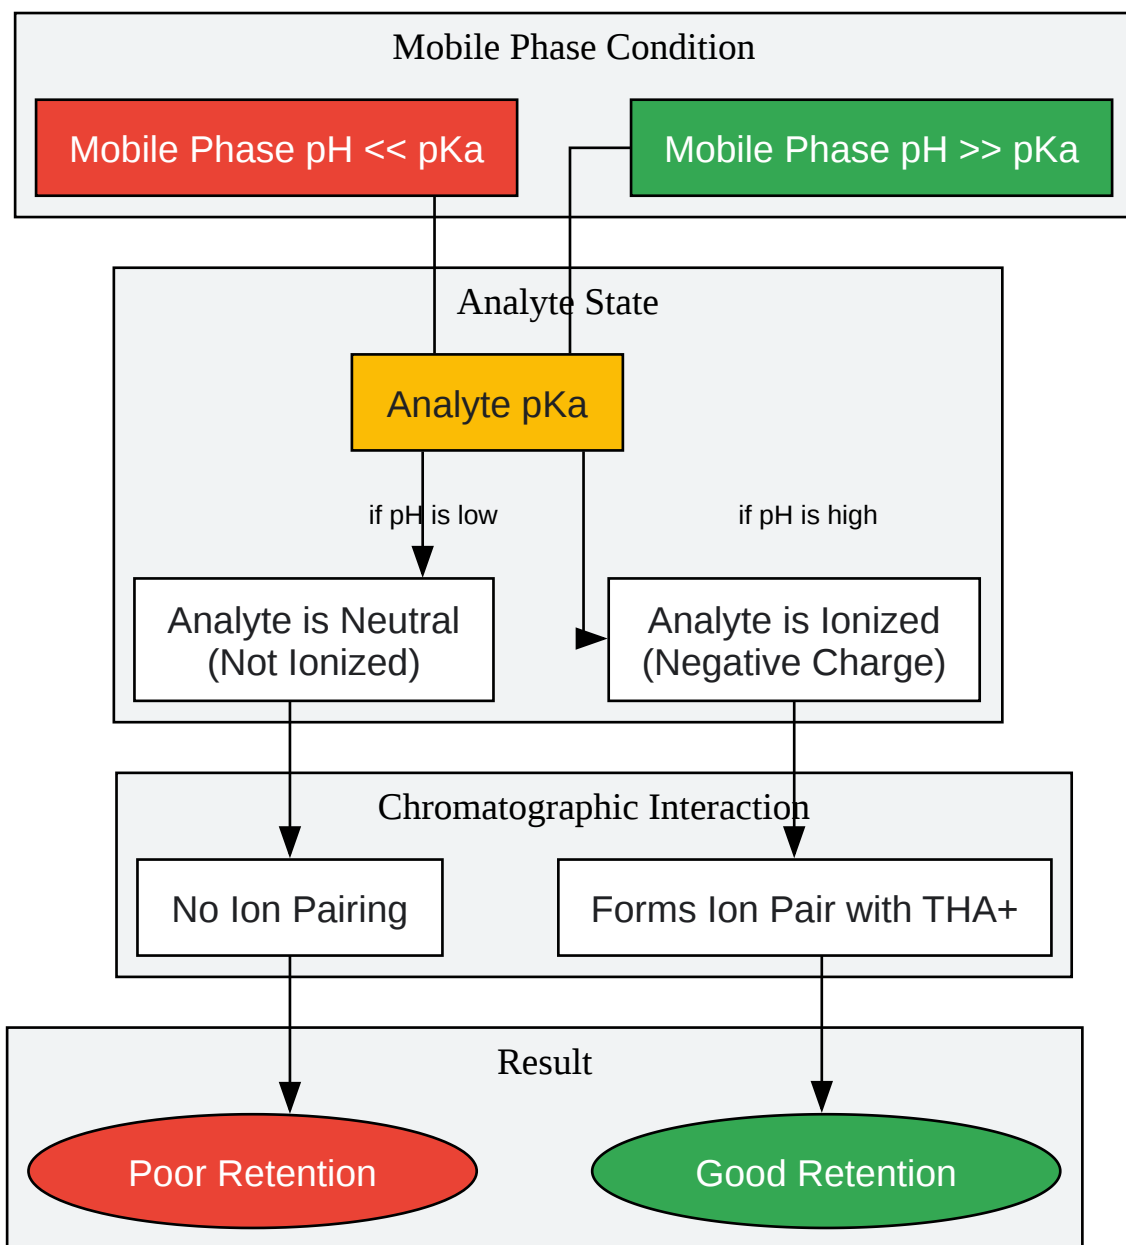 Mobile Phase Condition
Mobile Phase pH << pKa
Mobile Phase pH >> pKa
Analyte State
Analyte pKa
if pH is low
if pH is high
Analyte is Neutral
(Not Ionized)
Analyte is Ionized
(Negative Charge)
Chromatographic Interaction
No Ion Pairing
Forms Ion Pair with THA+
Result
Poor Retention
Good Retention